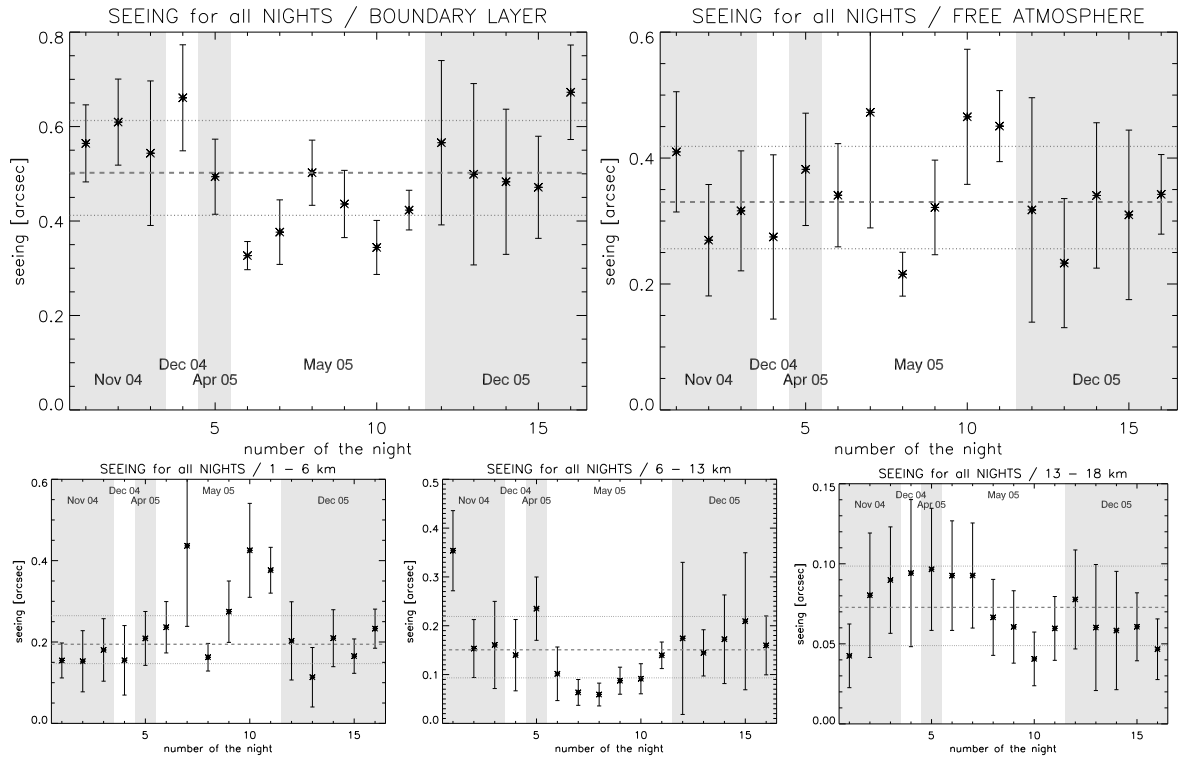 SEEING for all NIGHTS / BOUNDARY LAYER
0.8
0.6
0.4
0.2
0.0
seeing [arcsec]
Nov 04
Dec 04
Apr 05
May 05
Dec 05
5
10
15
number of the night
SEEING for all NIGHTS / FREE ATMOSPHERE
0.6
0.4
0.2
0.0
seeing [arcsec]
Nov 04
Dec 04
Apr 05
May 05
Dec 05
5
10
15
number of the night
SEEING for all NIGHTS / 1 – 6 km
0.6
0.4
0.2
0.0
seeing [arcsec]
Nov 04
Dec 04
Apr 05
May 05
Dec 05
5
10
15
number of the night
SEEING for all NIGHTS / 6 – 13 km
0.5
0.4
0.3
0.2
0.1
0.0
seeing [arcsec]
Nov 04
Dec 04
Apr 05
May 05
Dec 05
5
10
15
number of the night
SEEING for all NIGHTS / 13 – 18 km
0.15
0.10
0.05
0.00
seeing [arcsec]
Nov 04
Dec 04
Apr 05
May 05
Dec 05
5
10
15
number of the night